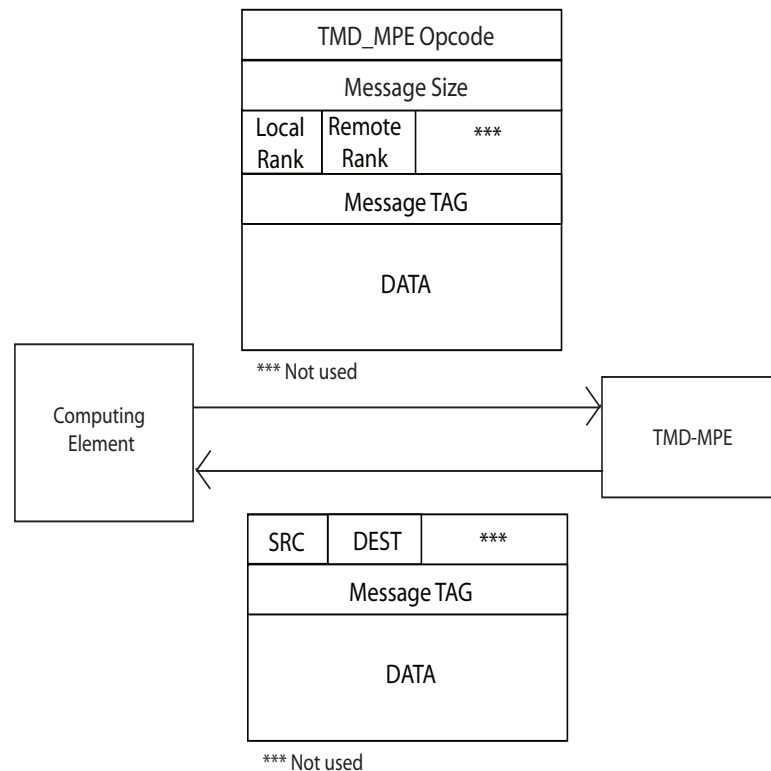 TMD_MPE Opcode
Message Size
Local Rank
Remote Rank
***
Message TAG
DATA
*** Not used
Computing
Element
TMD-MPE
SRC
DEST
***
Message TAG
DATA
*** Not used